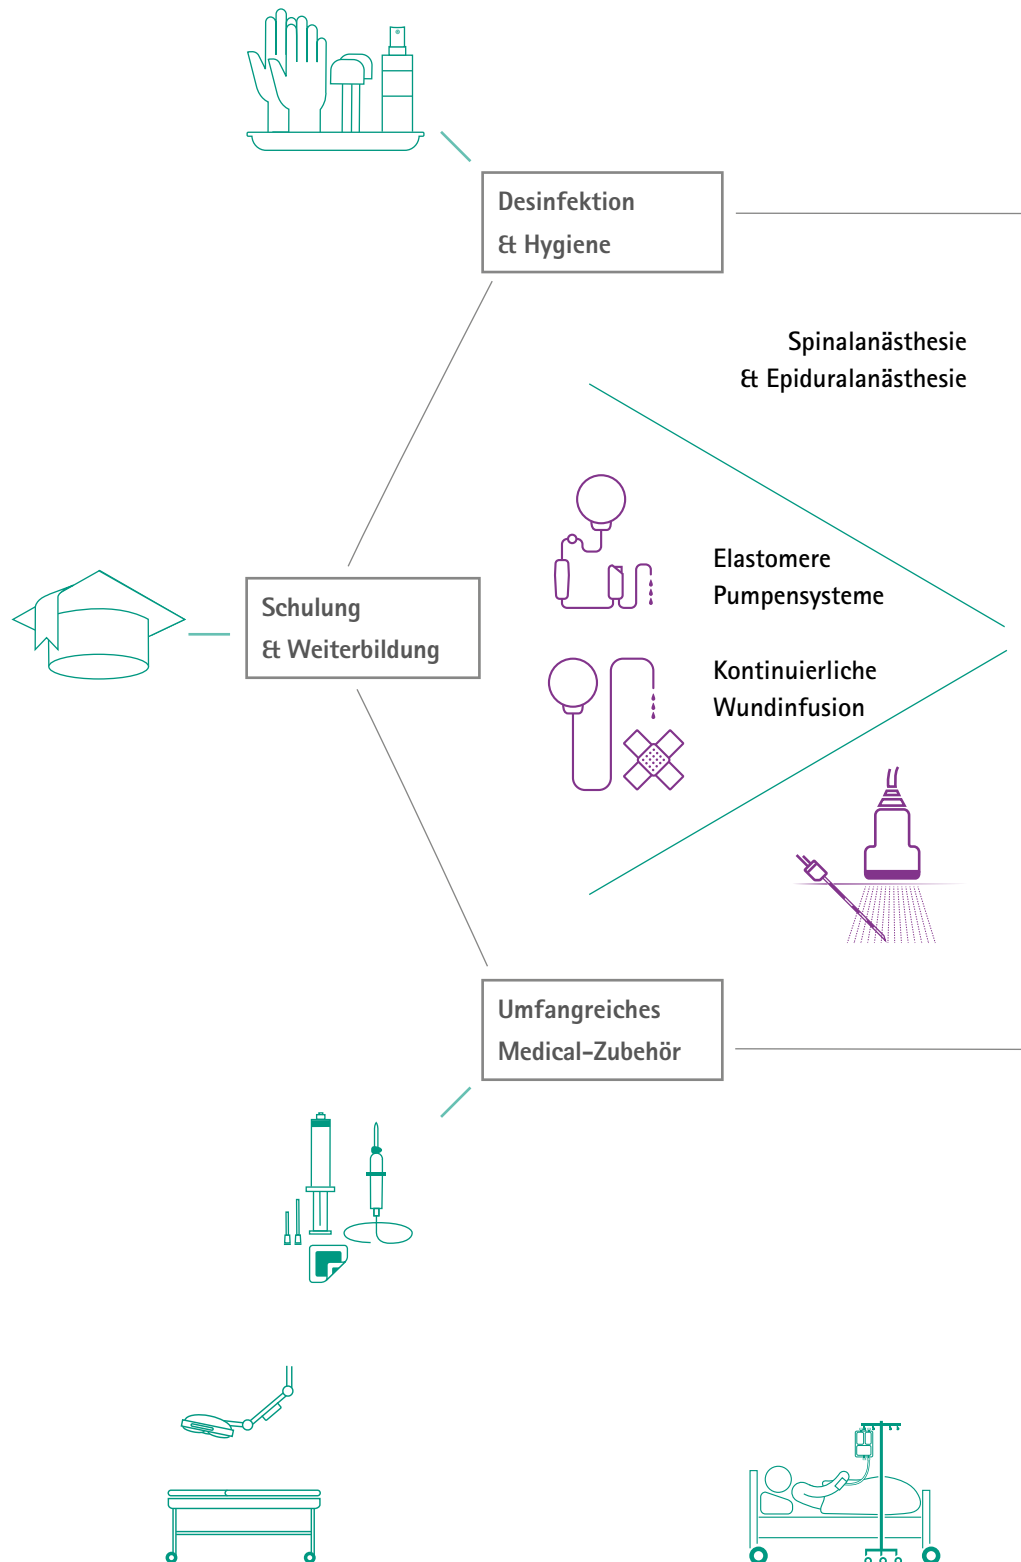 Desinfektion
& Hygiene
Spinalanästhesie
& Epiduralanästhesie
Elastomere
Pumpensysteme
Schulung
& Weiterbildung
Kontinuierliche
Wundinfusion
Umfangreiches
Medical-Zubehör